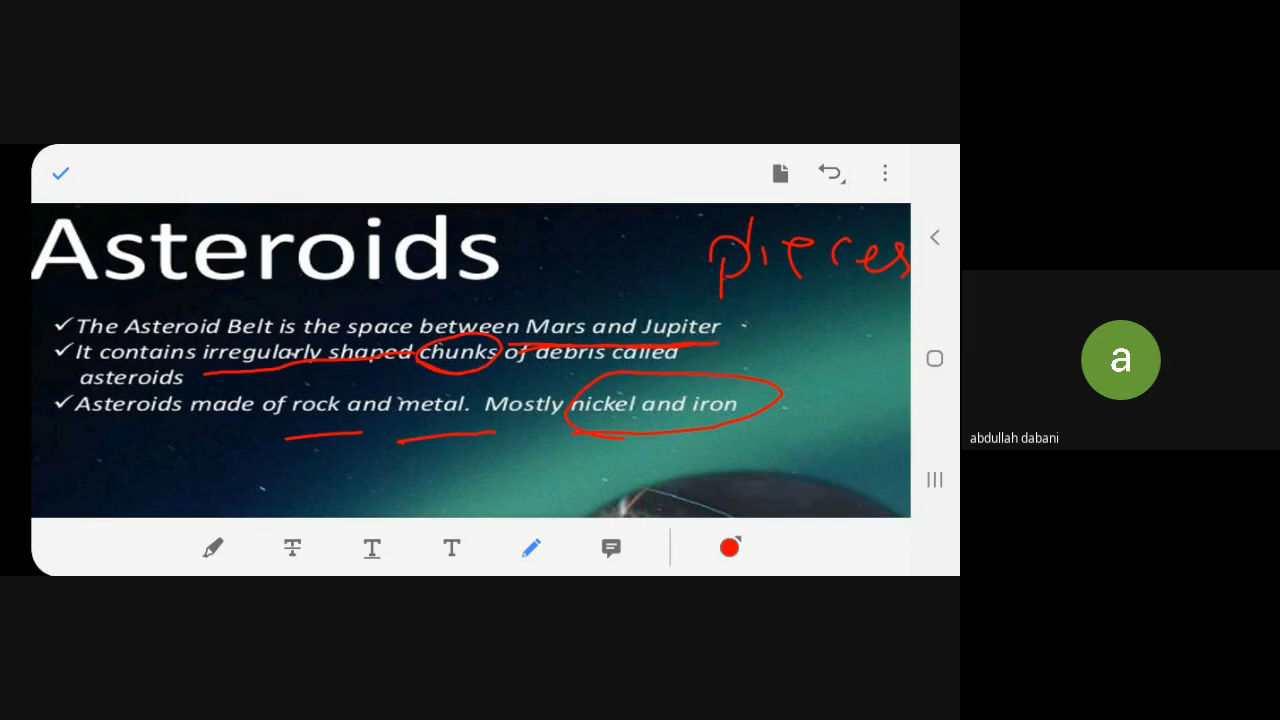 Asteroids
pieces
✓The Asteroid Belt is the space between Mars and Jupiter
✓It contains irregularly shaped chunks of debris called
asteroids
✓Asteroids made of rock and metal. Mostly nickel and iron
T
T
T
a
abdullah dabani